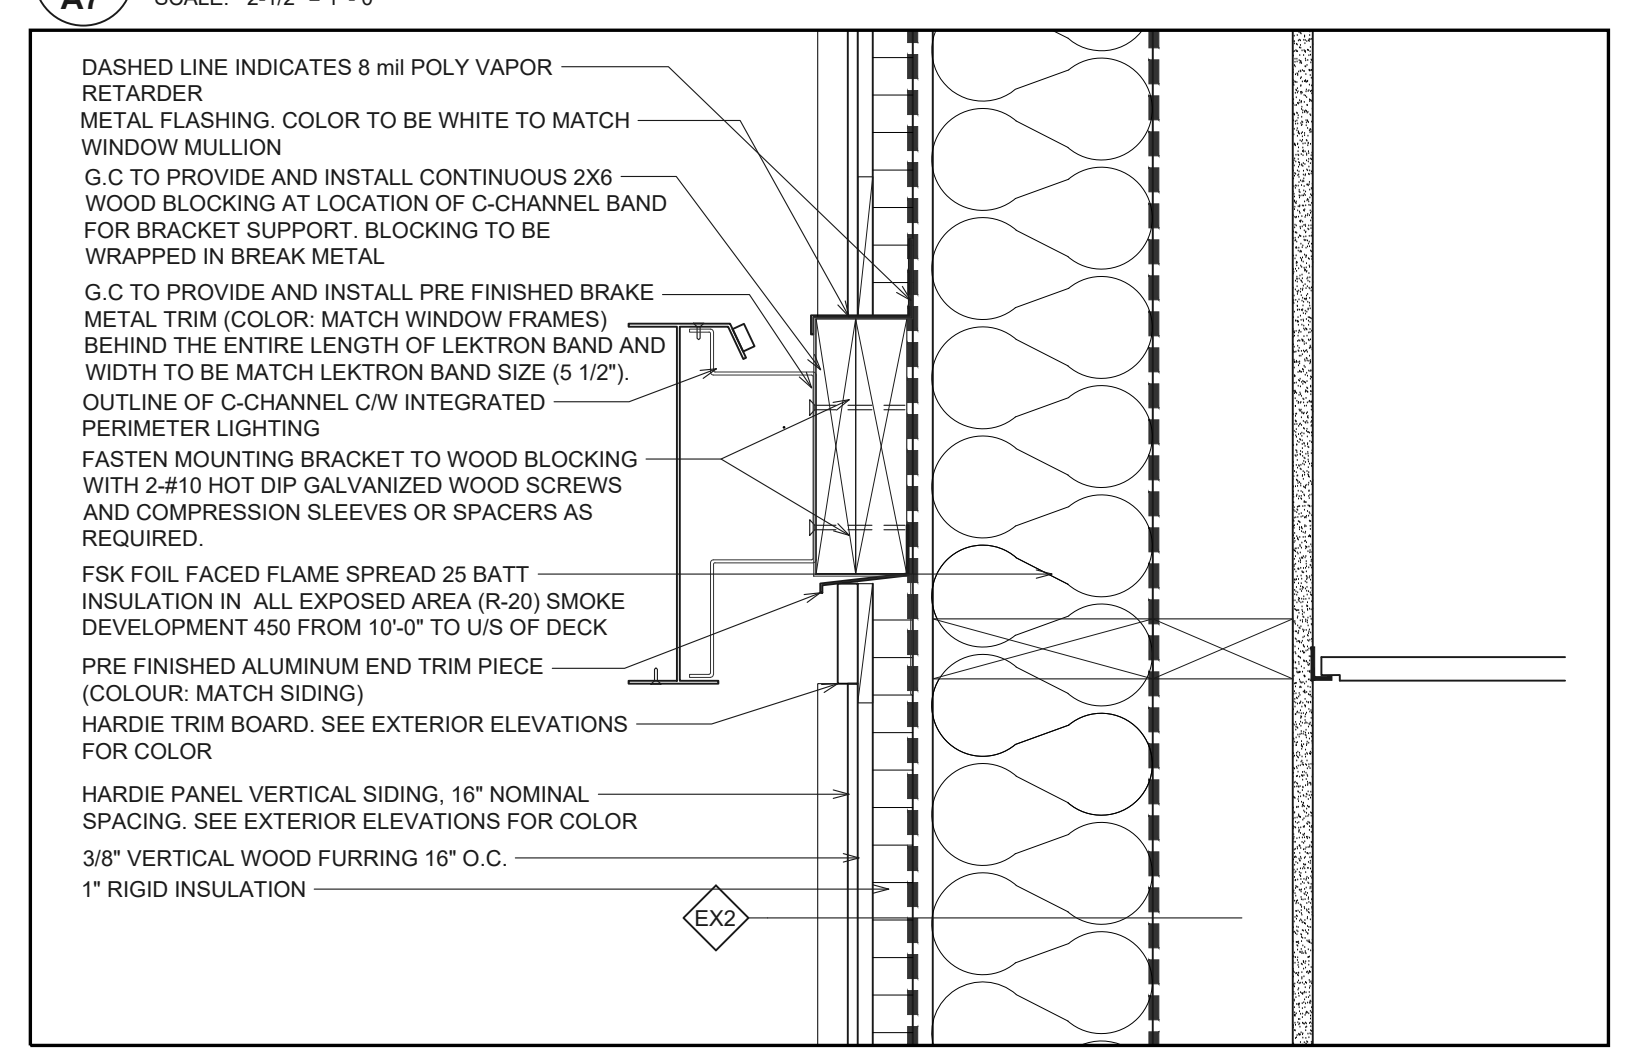 A7
SCALE: 2-1/2" = 1'-0"
DASHED LINE INDICATES 8 mil POLY VAPOR
RETARDER
METAL FLASHING. COLOR TO BE WHITE TO MATCH
WINDOW MULLION
G.C TO PROVIDE AND INSTALL CONTINUOUS 2X6
WOOD BLOCKING AT LOCATION OF C-CHANNEL BAND
FOR BRACKET SUPPORT. BLOCKING TO BE
WRAPPED IN BREAK METAL
G.C TO PROVIDE AND INSTALL PRE FINISHED BRAKE
METAL TRIM (COLOR: MATCH WINDOW FRAMES)
BEHIND THE ENTIRE LENGTH OF LEKTRON BAND AND
WIDTH TO BE MATCH LEKTRON BAND SIZE (5 1/2").
OUTLINE OF C-CHANNEL C/W INTEGRATED
PERIMETER LIGHTING
FASTEN MOUNTING BRACKET TO WOOD BLOCKING
WITH 2-#10 HOT DIP GALVANIZED WOOD SCREWS
AND COMPRESSION SLEEVES OR SPACERS AS
REQUIRED.
FSK FOIL FACED FLAME SPREAD 25 BATT
INSULATION IN ALL EXPOSED AREA (R-20) SMOKE
DEVELOPMENT 450 FROM 10'-0" TO U/S OF DECK
PRE FINISHED ALUMINUM END TRIM PIECE
(COLOUR: MATCH SIDING)
HARDIE TRIM BOARD. SEE EXTERIOR ELEVATIONS
FOR COLOR
HARDIE PANEL VERTICAL SIDING, 16" NOMINAL
SPACING. SEE EXTERIOR ELEVATIONS FOR COLOR
3/8" VERTICAL WOOD FURRING 16" O.C.
1" RIGID INSULATION
EX2